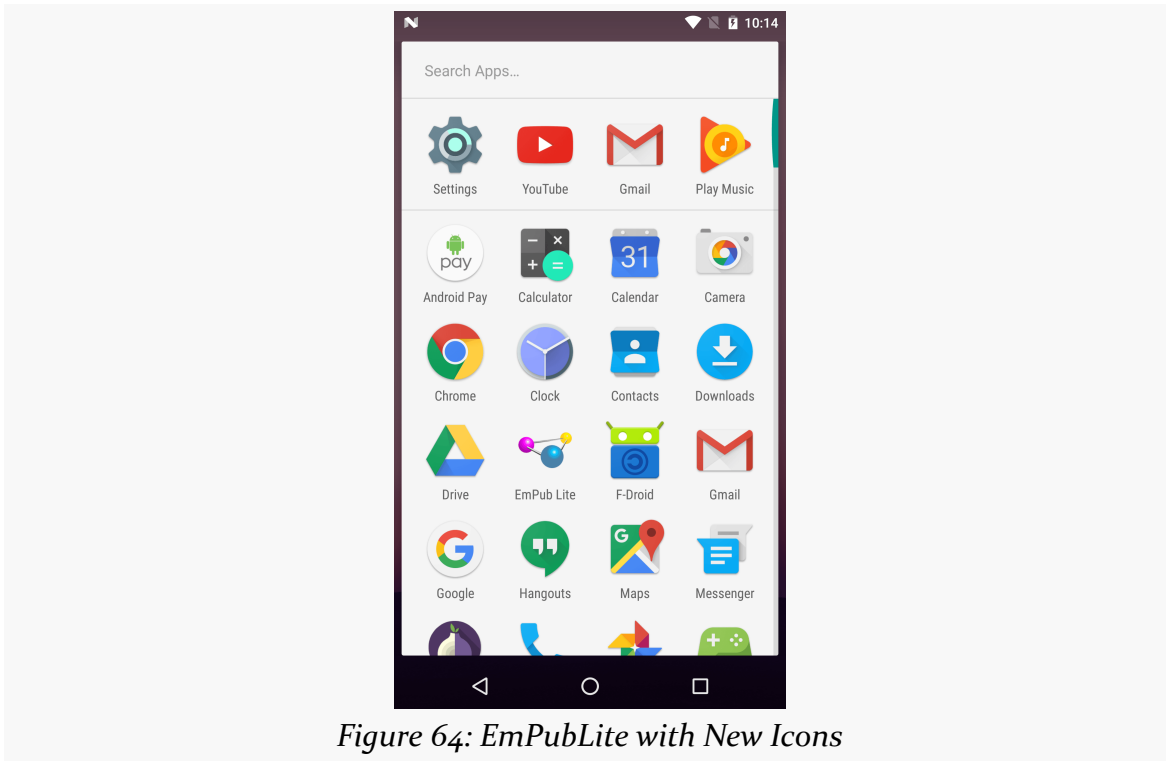 10:14
Search Apps...
Settings YouTube Gmail Play Music
pay
31
Android Pay Calculator Calendar Camera
Chrome Clock Contacts Downloads
Drive EmPub Lite F-Droid Gmail
G
Google Hangouts Maps Messenger
Figure 64: EmPubLite with New Icons